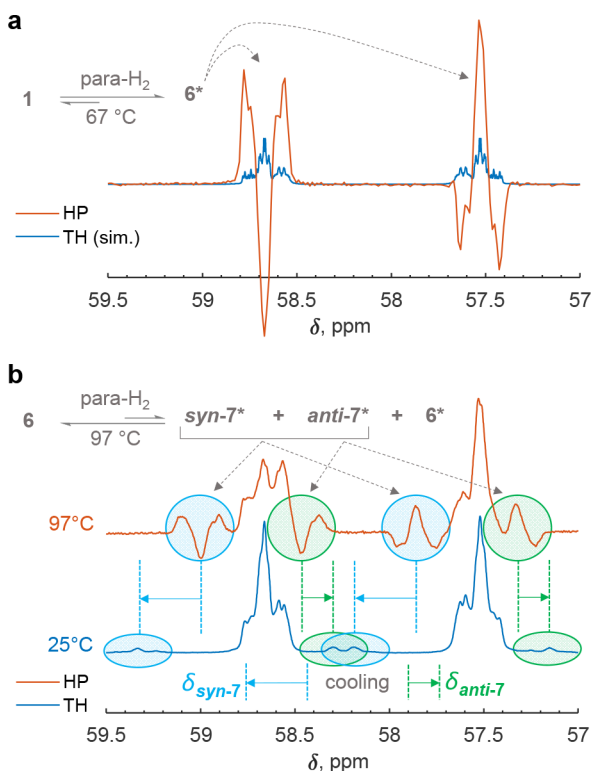 a
para-H₂
1 6*
67 °C
HP
TH (sim.)
59.5 59 58.5 58 57.5 57
δ, ppm
b
para-H₂
6 syn-7* + anti-7* + 6*
97 °C
97°C
25°C
δsyn-7 cooling δanti-7
HP
TH
59.5 59 58.5 58 57.5 57
δ, ppm